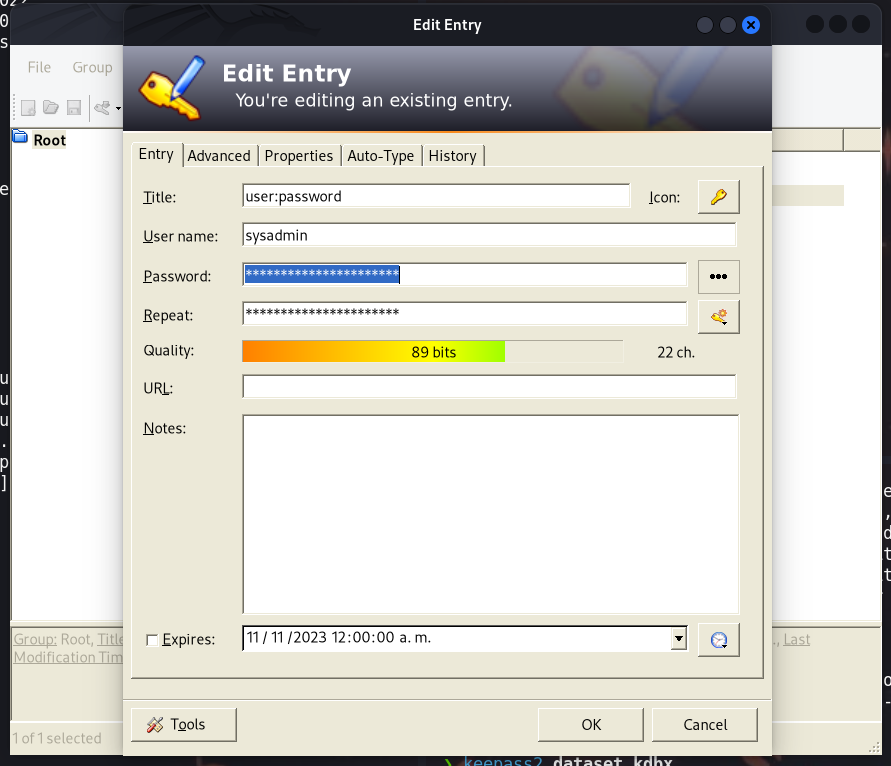 Edit Entry
File Group
Edit Entry
You're editing an existing entry.
Root
Entry Advanced Properties Auto-Type History
Title: user:password Icon:
User name: sysadmin
Password: **********************
Repeat: **********************
Quality: 89 bits 22 ch.
URL:
Notes:
Expires: 11 / 11 /2023 12:00:00 a. m.
Group: Root, Title
., Last
Modification Tim
Tools OK Cancel
1 of 1 selected
keepass2 dataset.kdbx